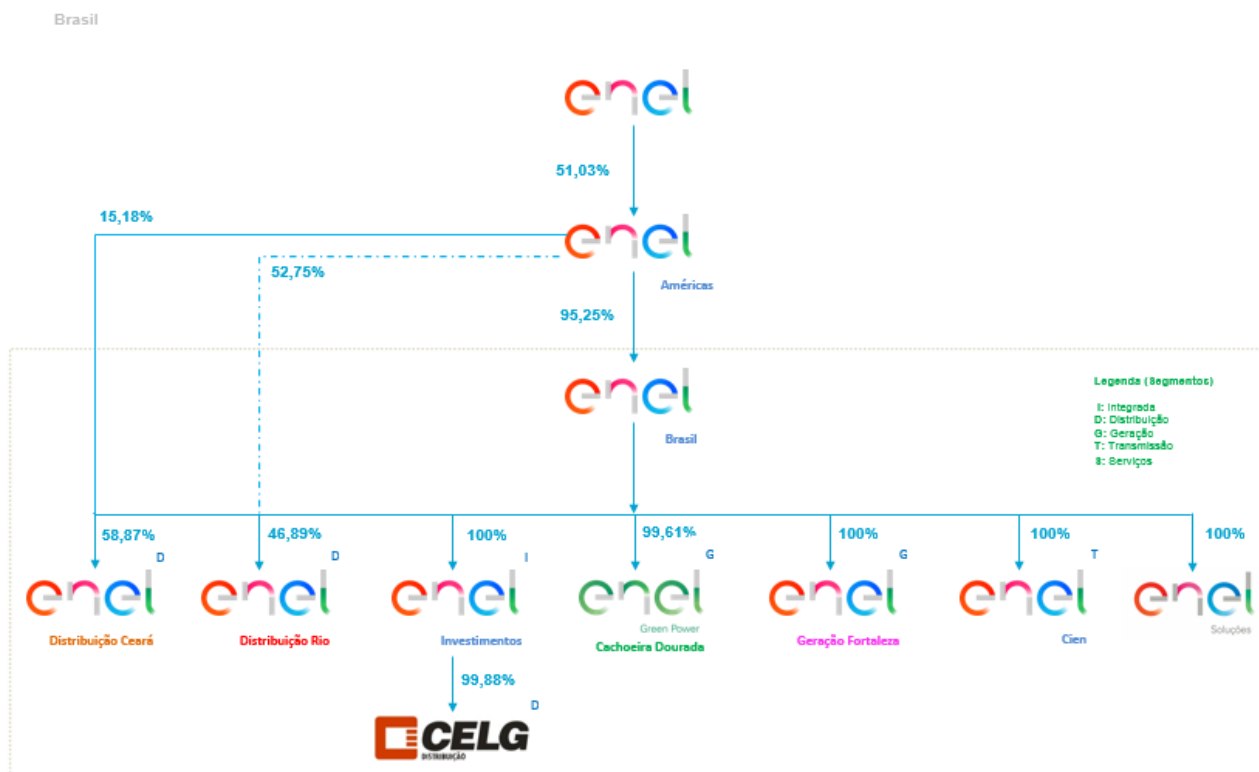 Brasil
enel
51,03%
15,18%
enel
52,75%
Américas
95,25%
enel
Brasil
Legenda (Segmentos)
I: Integrada
D: Distribuição
G: Geração
T: Transmissão
S: Serviços
58,87%
46,89%
100%
99,61%
100%
100%
100%
D
D
I
G
G
T
enel
enel
enel
enel
enel
enel
enel
Green Power
Soluções
Distribuição Ceará
Distribuição Rio
Investimentos
Cachoeira Dourada
Geração Fortaleza
Cien
99,88%
D
CELG
DISTRIBUIÇÃO